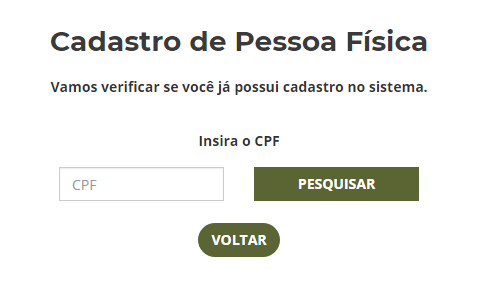 Cadastro de Pessoa Física
Vamos verificar se você já possui cadastro no sistema.
Insira o CPF
CPF PESQUISAR
VOLTAR